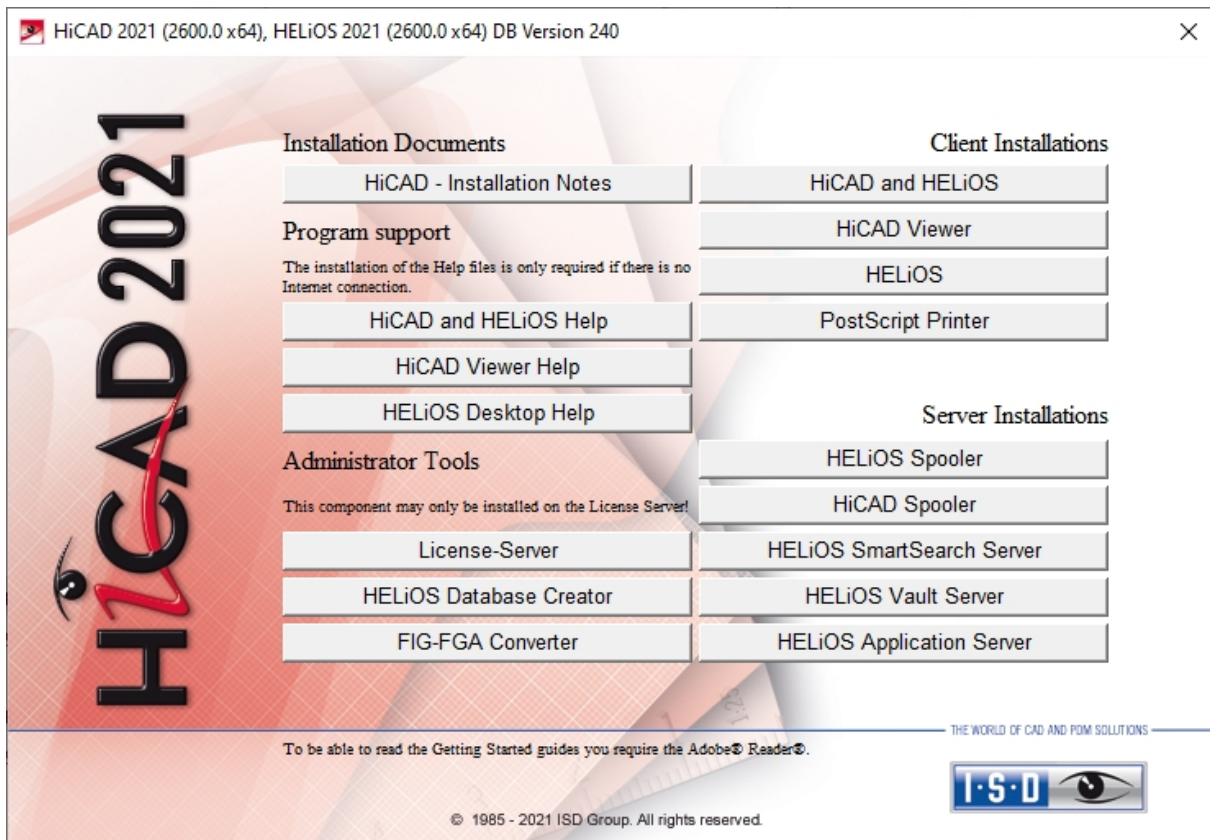 HiCAD 2021 (2600.0 x64), HELiOS 2021 (2600.0 x64) DB Version 240
HiCAD 2021
Installation Documents
HiCAD - Installation Notes
Program support
The installation of the Help files is only required if there is no
Internet connection.
HiCAD and HELiOS Help
HiCAD Viewer Help
HELiOS Desktop Help
Administrator Tools
This component may only be installed on the License Server!
License-Server
HELiOS Database Creator
FIG-FGA Converter
Client Installations
HiCAD and HELiOS
HiCAD Viewer
HELiOS
PostScript Printer
Server Installations
HELiOS Spooler
HiCAD Spooler
HELiOS SmartSearch Server
HELiOS Vault Server
HELiOS Application Server
1:25
THE WORLD OF CAD AND PDM SOLUTIONS
To be able to read the Getting Started guides you require the Adobe® Reader®.
I·S·D
© 1985 - 2021 ISD Group. All rights reserved.